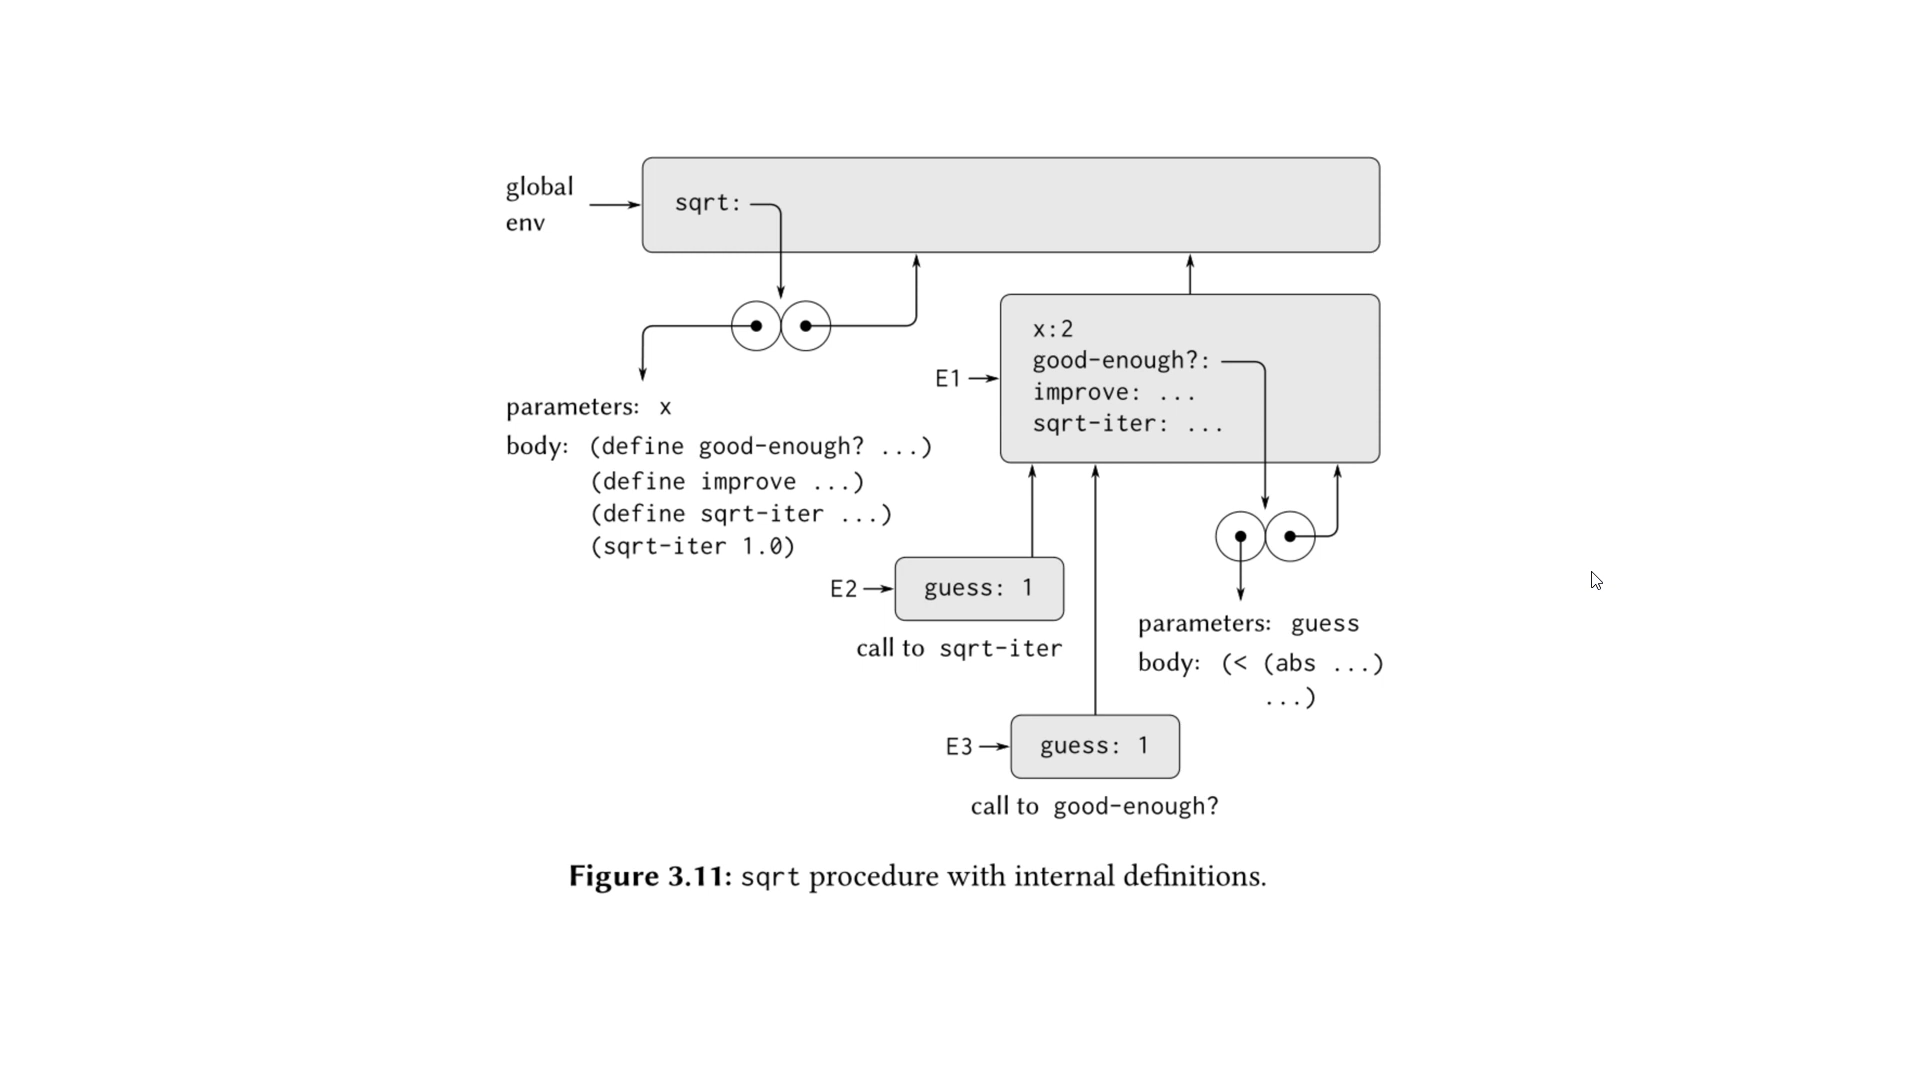 global
env
sqrt:
x:2
good-enough?:
improve: ...
sqrt-iter: ...
E1
parameters: x
body: (define good-enough? ...)
(define improve ...)
(define sqrt-iter ...)
(sqrt-iter 1.0)
E2
guess: 1
call to sqrt-iter
parameters: guess
body: (< (abs ...)
...)
E3
guess: 1
call to good-enough?
Figure 3.11: sqrt procedure with internal definitions.